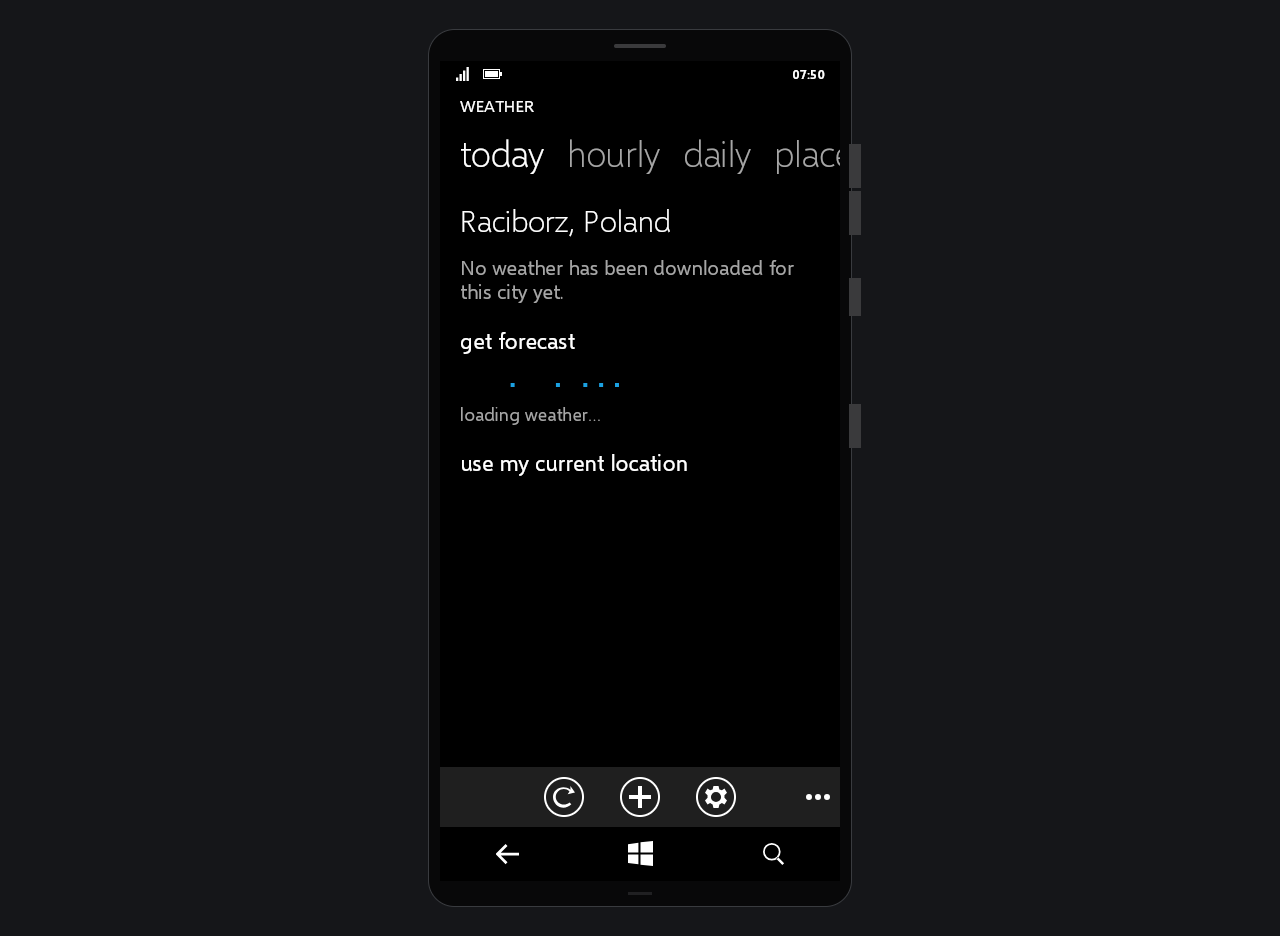 07:50
WEATHER
today hourly daily place
Raciborz, Poland
No weather has been downloaded for
this city yet.
get forecast
loading weather...
use my current location